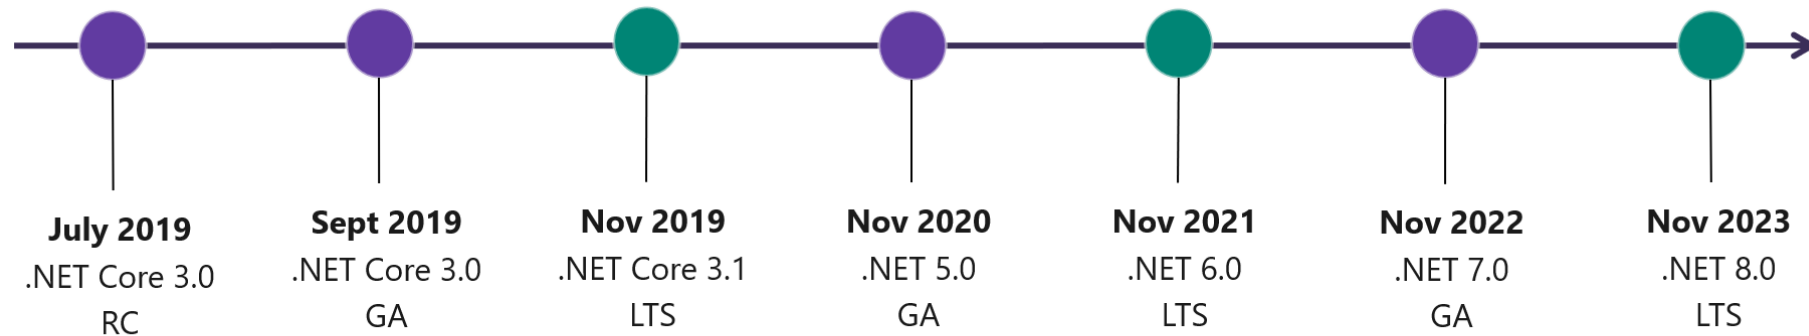 July 2019
.NET Core 3.0
RC
Sept 2019
.NET Core 3.0
GA
Nov 2019
.NET Core 3.1
LTS
Nov 2020
.NET 5.0
GA
Nov 2021
.NET 6.0
LTS
Nov 2022
.NET 7.0
GA
Nov 2023
.NET 8.0
LTS